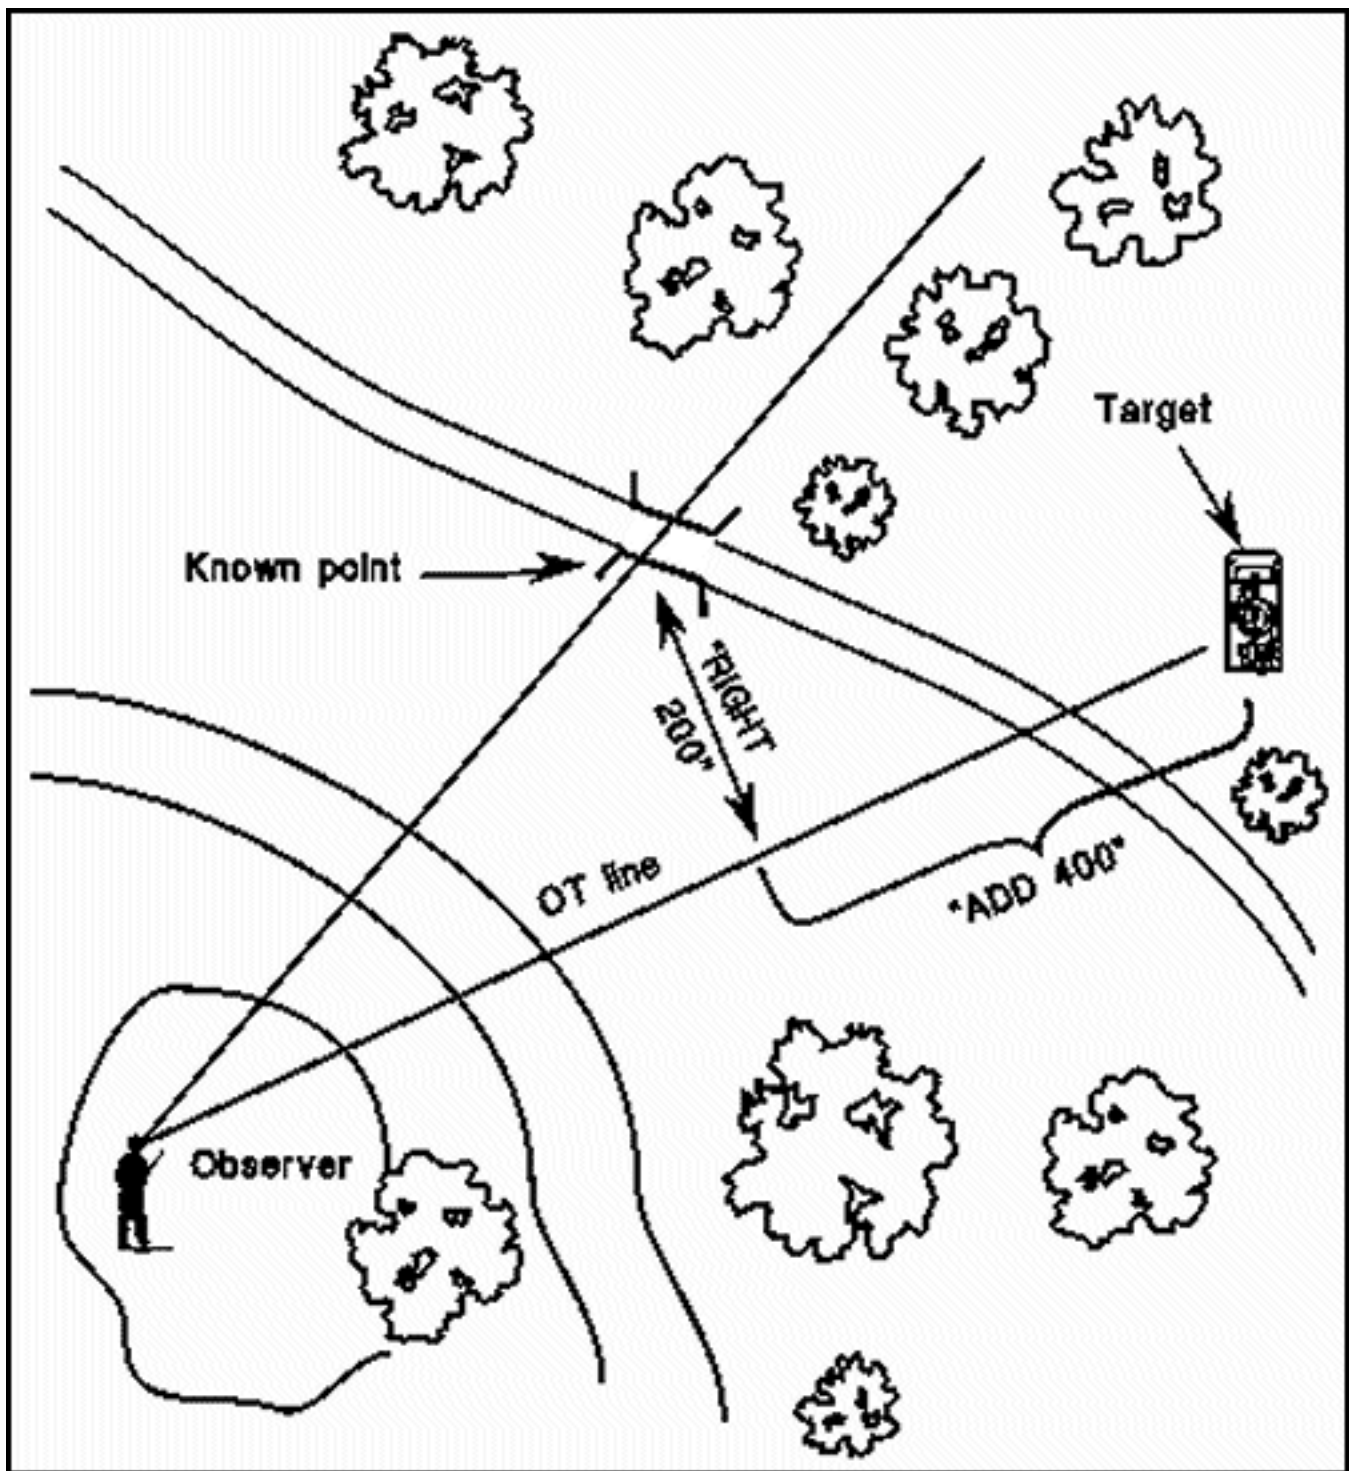 Target
Known point
"RIGHT
200"
OT line
"ADD 400"
Observer